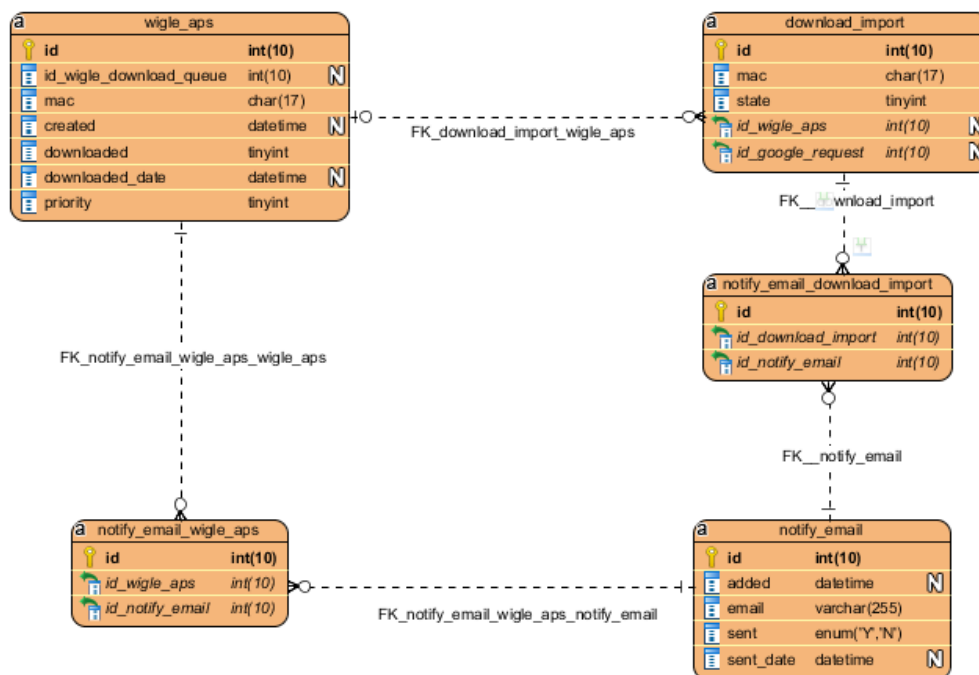 a wigle_aps
id int(10)
id_wigle_download_queue int(10) N
mac char(17)
created datetime N
downloaded tinyint
downloaded_date datetime N
priority tinyint
a download_import
id int(10)
mac char(17)
state tinyint
id_wigle_aps int(10) N
id_google_request int(10) N
FK_download_import_wigle_aps
FK__ wnload_import
a notify_email_download_import
id int(10)
id_download_import int(10)
id_notify_email int(10)
FK_notify_email_wigle_aps_wigle_aps
FK__notify_email
a notify_email_wigle_aps
id int(10)
id_wigle_aps int(10)
id_notify_email int(10)
FK_notify_email_wigle_aps_notify_email
a notify_email
id int(10)
added datetime N
email varchar(255)
sent enum("Y","N")
sent_date datetime N